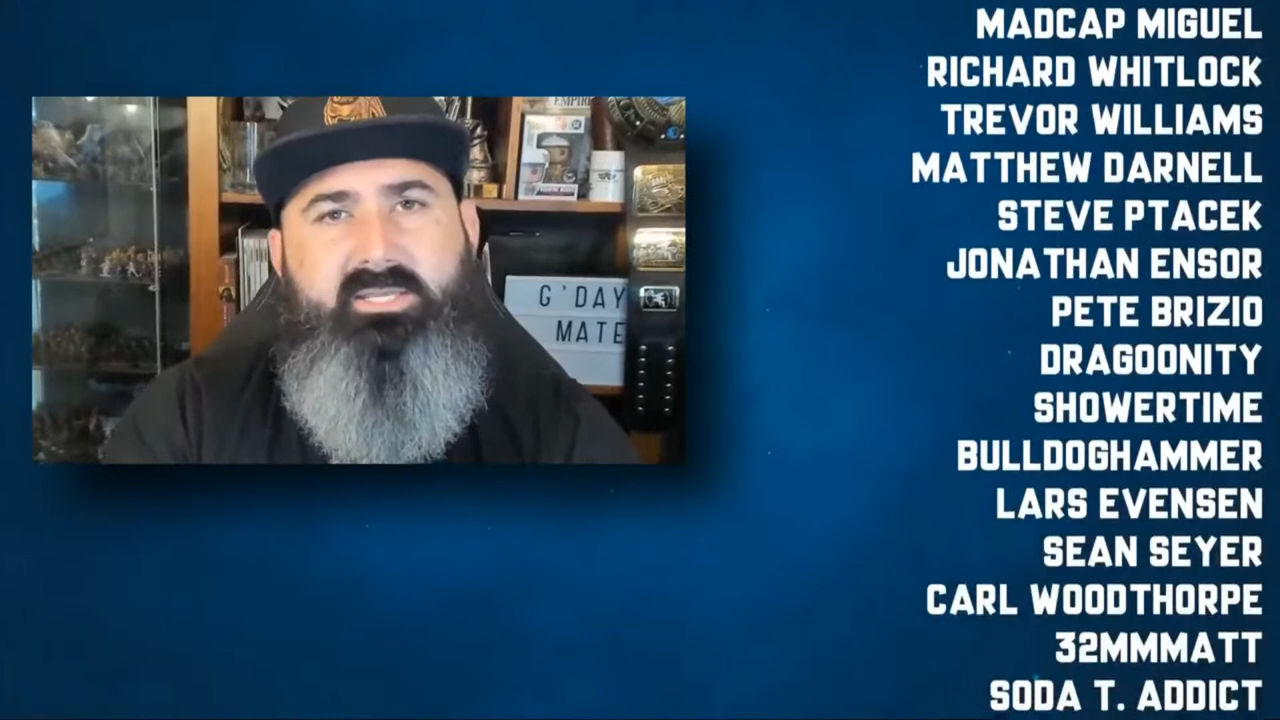 EMPIRE
G'DAY
MATE
MADCAP MIGUEL
RICHARD WHITLOCK
TREVOR WILLIAMS
MATTHEW DARNELL
STEVE PTACEK
JONATHAN ENSOR
PETE BRIZIO
DRAGOONITY
SHOWERTIME
BULLDOGHAMMER
LARS EVENSEN
SEAN SEYER
CARL WOODTHORPE
32MMMATT
SODA T. ADDICT